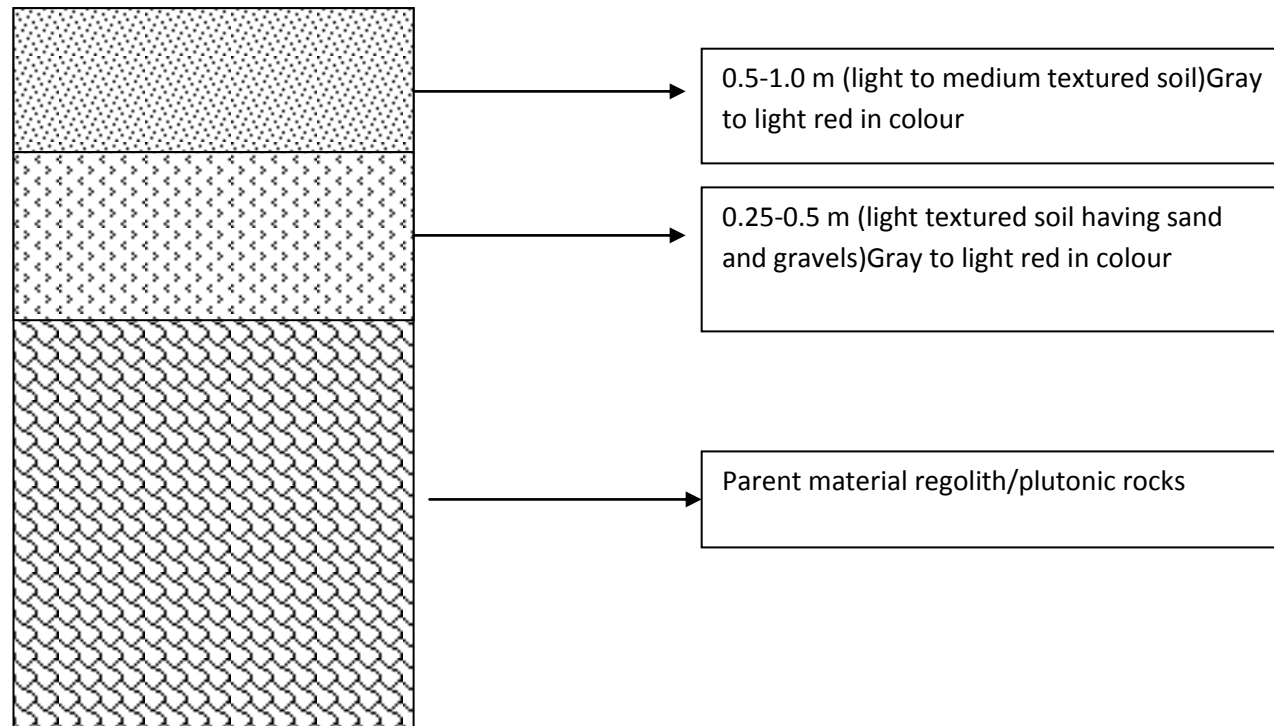 0.5-1.0 m (light to medium textured soil)Gray
to light red in colour
0.25-0.5 m (light textured soil having sand
and gravels)Gray to light red in colour
Parent material regolith/plutonic rocks